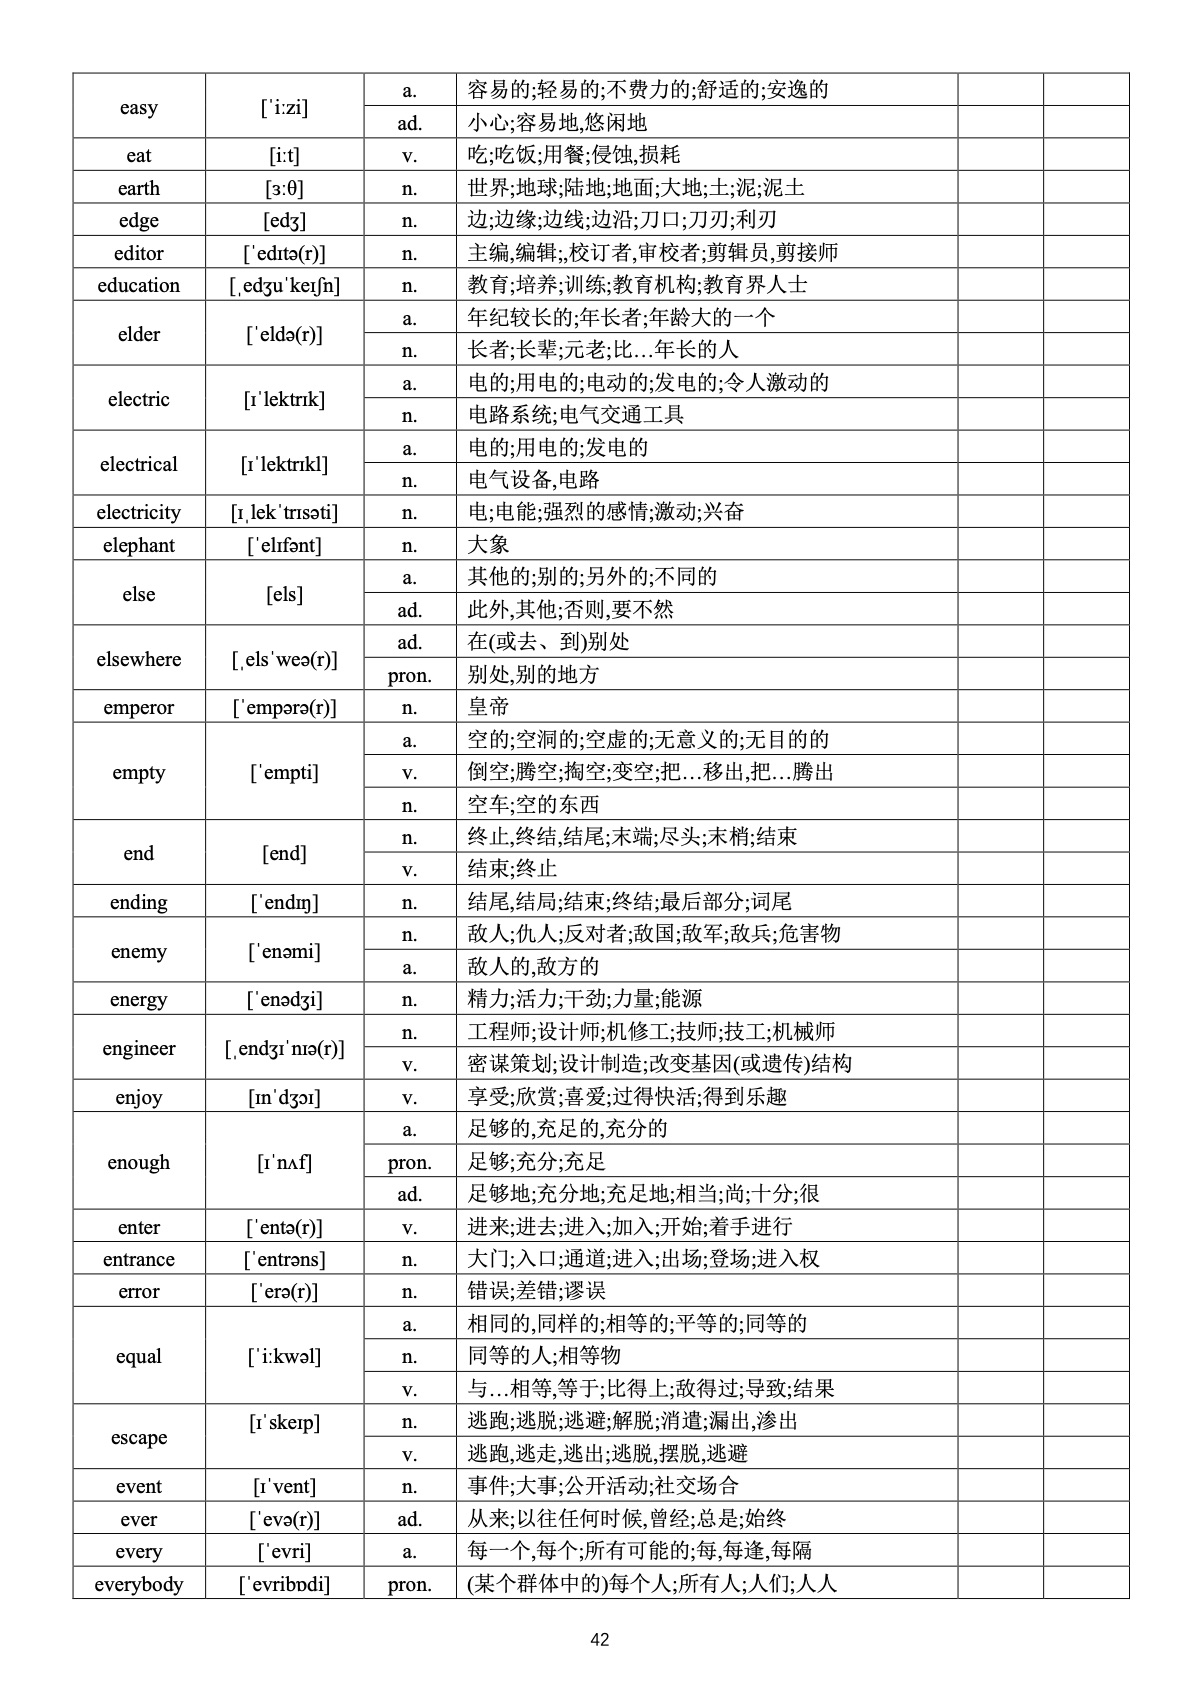 easy [ˈiːzi] a. 容易的;轻易的;不费力的;舒适的;安逸的
ad. 小心;容易地,悠闲地
eat [iːt] v. 吃;吃饭;用餐;侵蚀,损耗
earth [ɜːθ] n. 世界;地球;陆地;地面;大地;土;泥;泥土
edge [edʒ] n. 边;边缘;边线;边沿;刀口;刀刃;利刃
editor [ˈedɪtə(r)] n. 主编,编辑;,校订者,审校者;剪辑员,剪接师
education [ˌedʒuˈkeɪʃn] n. 教育;培养;训练;教育机构;教育界人士
elder [ˈeldə(r)] a. 年纪较长的;年长者;年龄大的一个
n. 长者;长辈;元老;比…年长的人
electric [ɪˈlektrɪk] a. 电的;用电的;电动的;发电的;令人激动的
n. 电路系统;电气交通工具
electrical [ɪˈlektrɪkl] a. 电的;用电的;发电的
n. 电气设备,电路
electricity [ɪˌlekˈtrɪsəti] n. 电;电能;强烈的感情;激动;兴奋
elephant [ˈelɪfənt] n. 大象
else [els] a. 其他的;别的;另外的;不同的
ad. 此外,其他;否则,要不然
elsewhere [ˌelsˈweə(r)] ad. 在(或去、到)别处
pron. 别处,别的地方
emperor [ˈempərə(r)] n. 皇帝
empty [ˈempti] a. 空的;空洞的;空虚的;无意义的;无目的的
v. 倒空;腾空;掏空;变空;把…移出,把…腾出
n. 空车;空的东西
end [end] n. 终止,终结,结尾;末端;尽头;末梢;结束
v. 结束;终止
ending [ˈendɪŋ] n. 结尾,结局;结束;终结;最后部分;词尾
enemy [ˈenəmi] n. 敌人;仇人;反对者;敌国;敌军;敌兵;危害物
a. 敌人的,敌方的
energy [ˈenədʒi] n. 精力;活力;干劲;力量;能源
engineer [ˌendʒɪˈnɪə(r)] n. 工程师;设计师;机修工;技师;技工;机械师
v. 密谋策划;设计制造;改变基因(或遗传)结构
enjoy [ɪnˈdʒɔɪ] v. 享受;欣赏;喜爱;过得快活;得到乐趣
enough [ɪˈnʌf] a. 足够的,充足的,充分的
pron. 足够;充分;充足
ad. 足够地;充分地;充足地;相当;尚;十分;很
enter [ˈentə(r)] v. 进来;进去;进入;加入;开始;着手进行
entrance [ˈentrəns] n. 大门;入口;通道;进入;出场;登场;进入权
error [ˈerə(r)] n. 错误;差错;谬误
equal [ˈiːkwəl] a. 相同的,同样的;相等的;平等的;同等的
n. 同等的人;相等物
v. 与…相等,等于;比得上;敌得过;导致;结果
escape [ɪˈskeɪp] n. 逃跑;逃脱;逃避;解脱;消遣;漏出,渗出
v. 逃跑,逃走,逃出;逃脱,摆脱,逃避
event [ɪˈvent] n. 事件;大事;公开活动;社交场合
ever [ˈevə(r)] ad. 从来;以往任何时候,曾经;总是;始终
every [ˈevri] a. 每一个,每个;所有可能的;每,每逢,每隔
everybody [ˈevribɒdi] pron. (某个群体中的)每个人;所有人;人们;人人
42